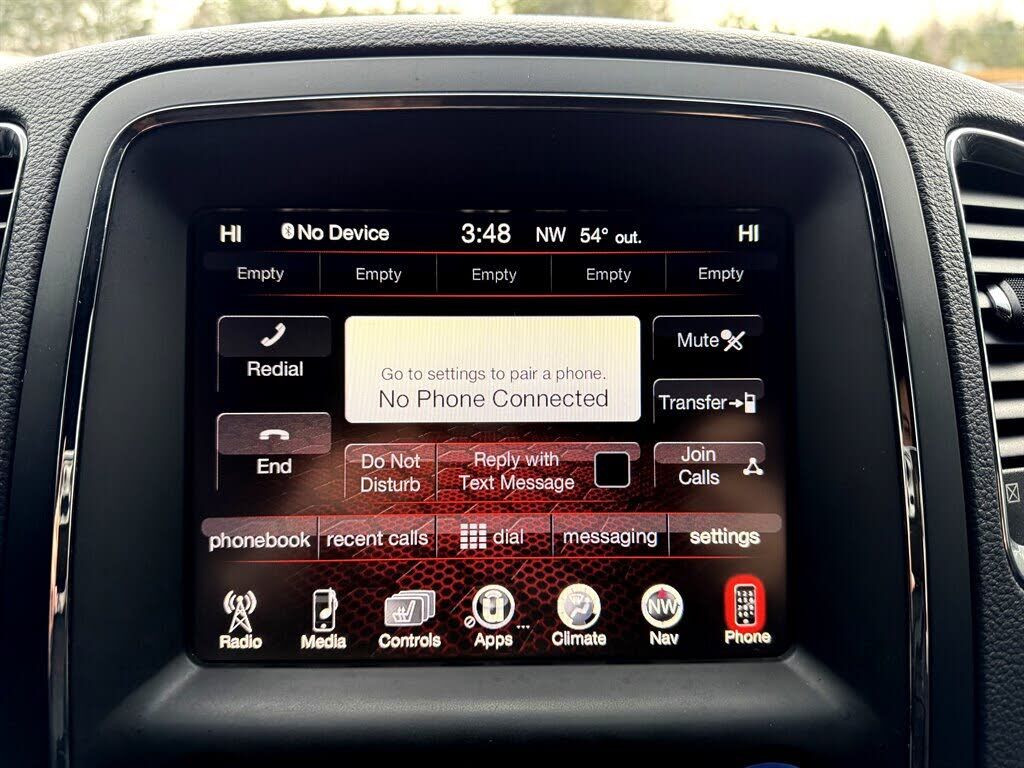 HI No Device 3:48 NW 54° out. HI
Empty Empty Empty Empty Empty
Redial
Go to settings to pair a phone.
No Phone Connected
Mute
Transfer
End
Do Not
Disturb
Reply with
Text Message
Join
Calls
phonebook recent calls dial messaging settings
NW
Radio Media Controls Apps ... Climate Nav Phone